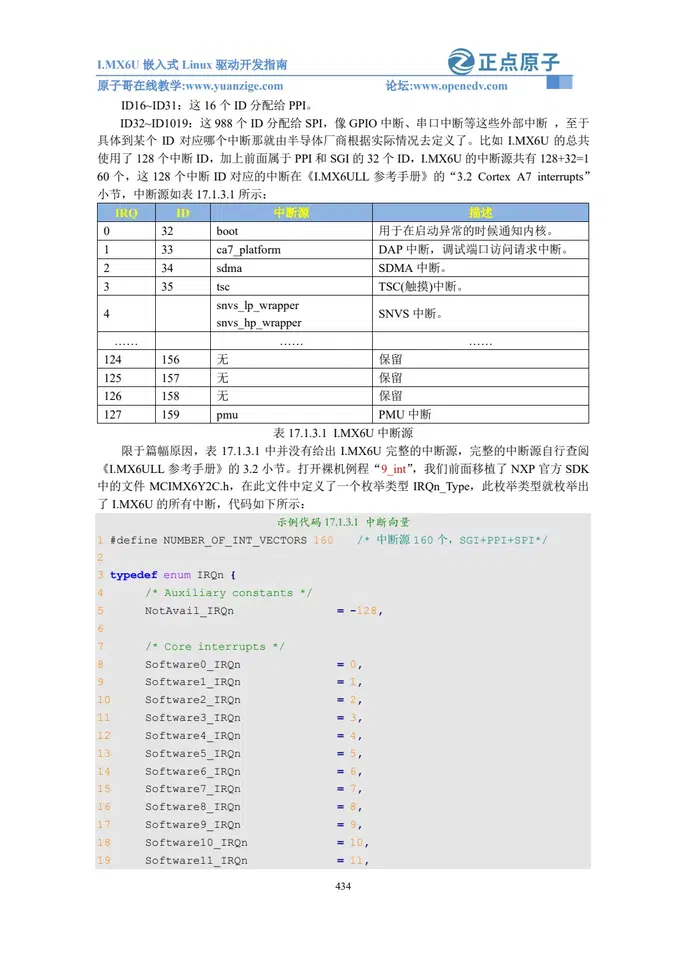 I.MX6U 嵌入式 Linux 驱动开发指南
正点原子
原子哥在线教学:www.yuanzige.com 论坛:www.openedv.com
ID16~ID31：这 16 个 ID 分配给 PPI。
ID32~ID1019：这 988 个 ID 分配给 SPI，像 GPIO 中断、串口中断等这些外部中断 ，至于
具体到某个 ID 对应哪个中断那就由半导体厂商根据实际情况去定义了。比如 I.MX6U 的总共
使用了 128 个中断 ID，加上前面属于 PPI 和 SGI 的 32 个 ID，I.MX6U 的中断源共有 128+32=1
60 个，这 128 个中断 ID 对应的中断在《I.MX6ULL 参考手册》的“3.2 Cortex A7 interrupts”
小节，中断源如表 17.1.3.1 所示：
IRQ ID 中断源 描述
0 32 boot 用于在启动异常的时候通知内核。
1 33 ca7_platform DAP 中断，调试端口访问请求中断。
2 34 sdma SDMA 中断。
3 35 tsc TSC(触摸)中断。
4 snvs_lp_wrapper SNVS 中断。
snvs_hp_wrapper
…… …… ……
124 156 无 保留
125 157 无 保留
126 158 无 保留
127 159 pmu PMU 中断
表 17.1.3.1 I.MX6U 中断源
限于篇幅原因，表 17.1.3.1 中并没有给出 I.MX6U 完整的中断源，完整的中断源自行查阅
《I.MX6ULL 参考手册》的 3.2 小节。打开裸机例程“9_int”，我们前面移植了 NXP 官方 SDK
中的文件 MCIMX6Y2C.h，在此文件中定义了一个枚举类型 IRQn_Type，此枚举类型就枚举出
了 I.MX6U 的所有中断，代码如下所示：
示例代码 17.1.3.1 中断向量
1 #define NUMBER_OF_INT_VECTORS 160 /* 中断源 160 个，SGI+PPI+SPI*/
2
3 typedef enum IRQn {
4 /* Auxiliary constants */
5 NotAvail_IRQn = -128,
6
7 /* Core interrupts */
8 Software0_IRQn = 0,
9 Software1_IRQn = 1,
10 Software2_IRQn = 2,
11 Software3_IRQn = 3,
12 Software4_IRQn = 4,
13 Software5_IRQn = 5,
14 Software6_IRQn = 6,
15 Software7_IRQn = 7,
16 Software8_IRQn = 8,
17 Software9_IRQn = 9,
18 Software10_IRQn = 10,
19 Software11_IRQn = 11,
434